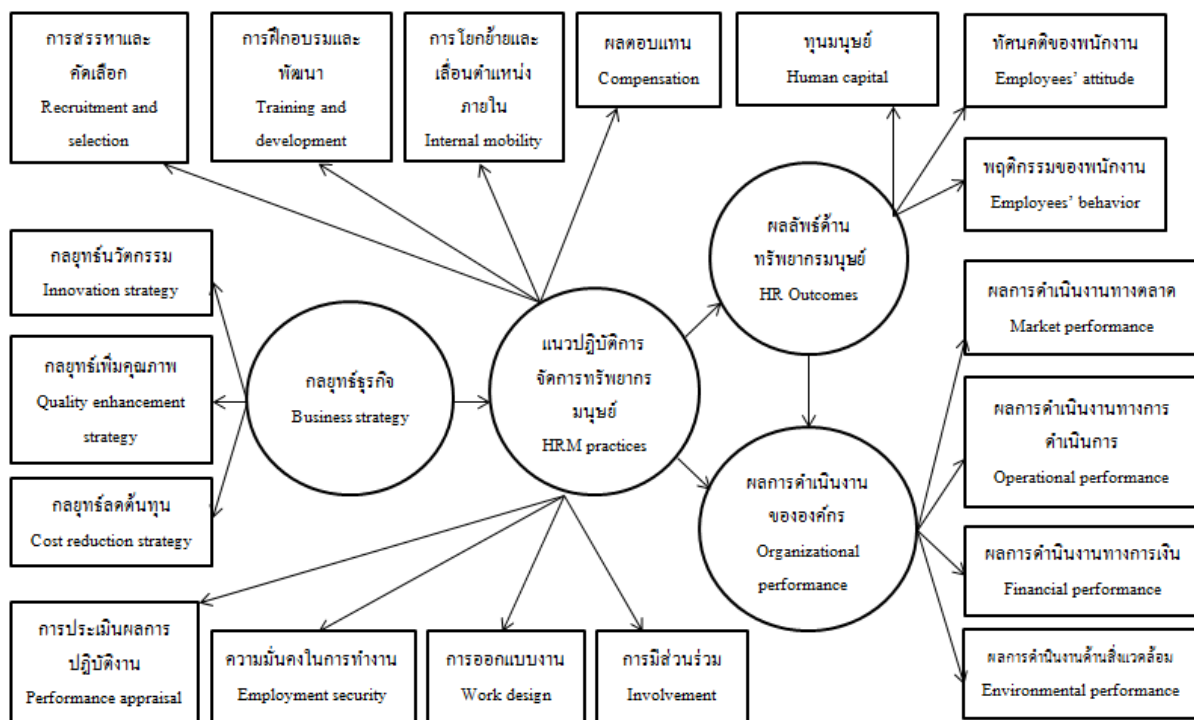 การสรรหาและ
คัดเลือก
Recruitment and
selection
การฝึกอบรมและ
พัฒนา
Training and
development
การโยกย้ายและ
เลื่อนตำแหน่ง
ภายใน
Internal mobility
ผลตอบแทน
Compensation
ทุนมนุษย์
Human capital
ทัศนคติของพนักงาน
Employees’ attitude
พฤติกรรมของพนักงาน
Employees’ behavior
ผลลัพธ์ด้าน
ทรัพยากรมนุษย์
HR Outcomes
กลยุทธ์นวัตกรรม
Innovation strategy
กลยุทธ์เพิ่มคุณภาพ
Quality enhancement
strategy
กลยุทธ์ลดต้นทุน
Cost reduction strategy
กลยุทธ์ธุรกิจ
Business strategy
แนวปฏิบัติการ
จัดการทรัพยากร
มนุษย์
HRM practices
ผลการดำเนินงานทางตลาด
Market performance
ผลการดำเนินงานทางการ
ดำเนินการ
Operational performance
ผลการดำเนินงาน
ขององค์กร
Organizational
performance
ผลการดำเนินงานทางการเงิน
Financial performance
ผลการดำนินงานด้านสิ่งแวดล้อม
Environmental performance
การประเมินผลการ
ปฏิบัติงาน
Performance appraisal
ความมั่นคงในการทำงาน
Employment security
การออกแบบงาน
Work design
การมีส่วนร่วม
Involvement